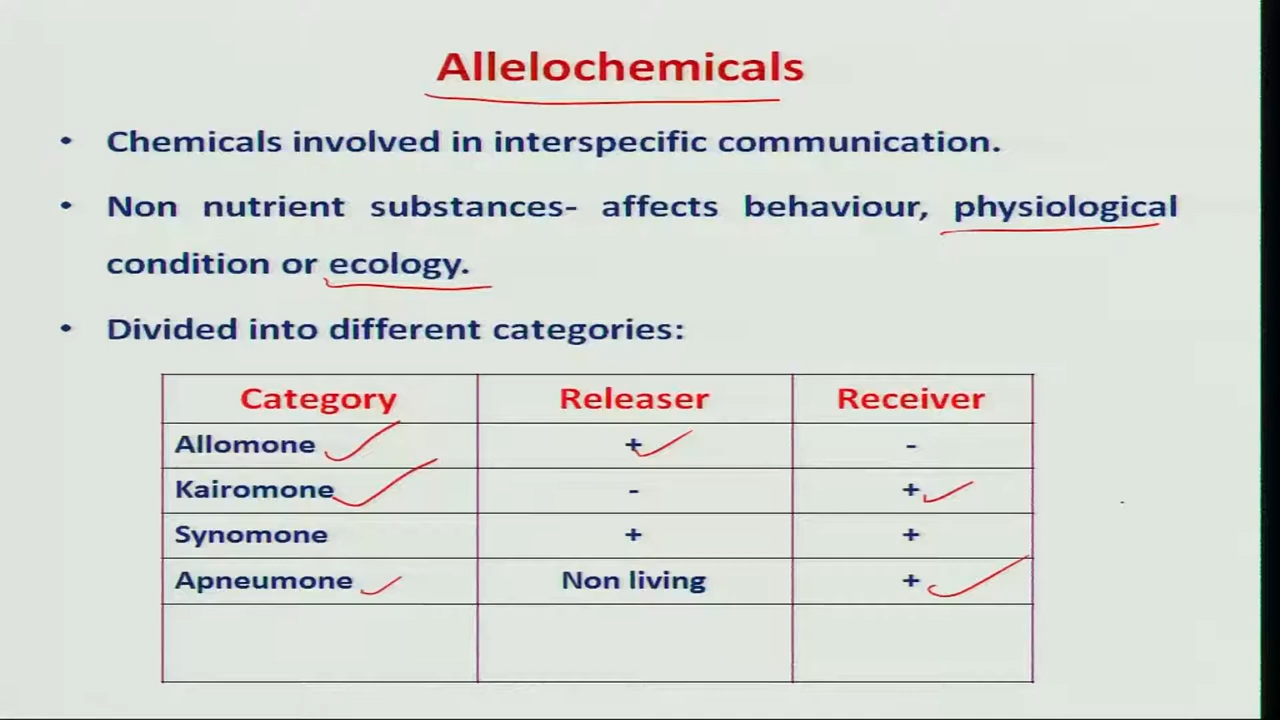 Allelochemicals
• Chemicals involved in interspecific communication.
• Non nutrient substances- affects behaviour, physiological
condition or ecology.
• Divided into different categories:
Category Releaser Receiver
Allomone + -
Kairomone - +
Synomone + +
Apneumone Non living +